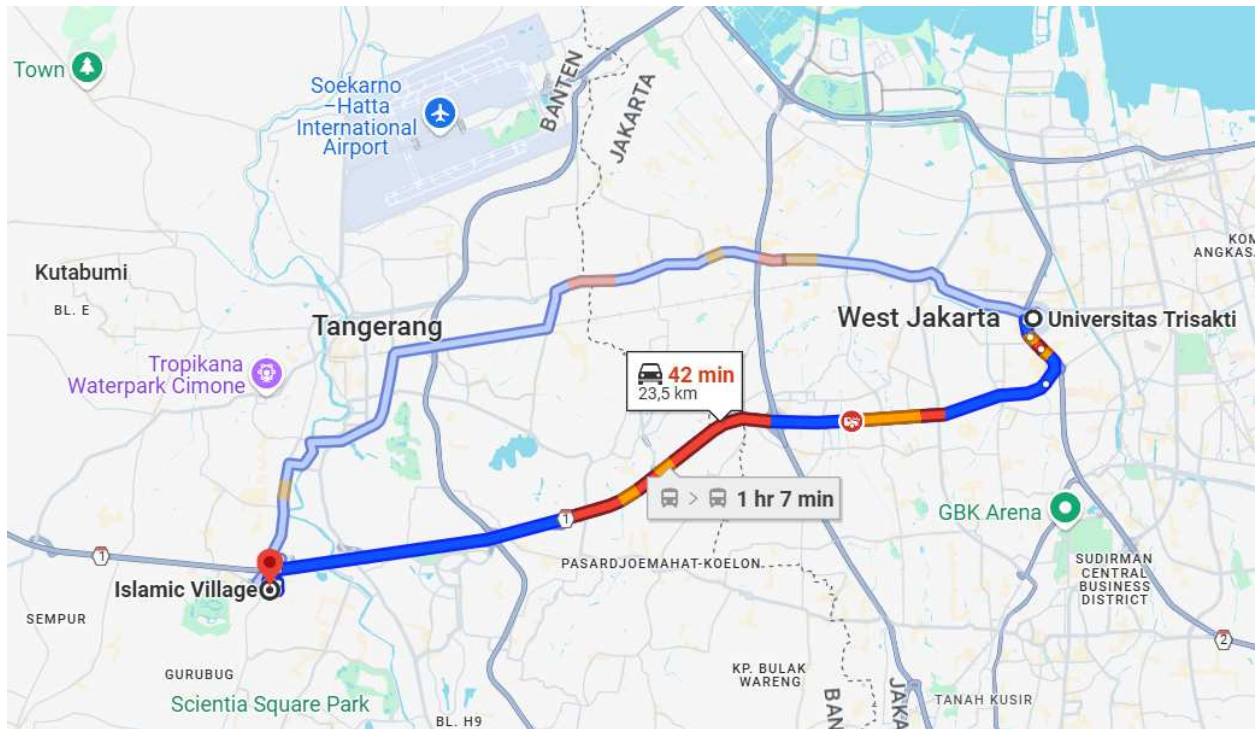 Town
Soekarno
–Hatta
International
Airport
BANTEN
JAKARTA
KOM
ANGKASA
Kutabumi
BL. E
Tangerang
West Jakarta
Universitas Trisakti
Tropikana
Waterpark Cimone
42 min
23,5 km
1 hr 7 min
GBK Arena
1
1
PASARDJOEMAHAT-KOELON
SUDIRMAN
CENTRAL
BUSINESS
DISTRICT
Islamic Village
SEMPUR
2
GURUBUG
KP. BULAK
WARENG
Scientia Square Park
BL. H9
BAN
JAKA
TANAH KUSIR